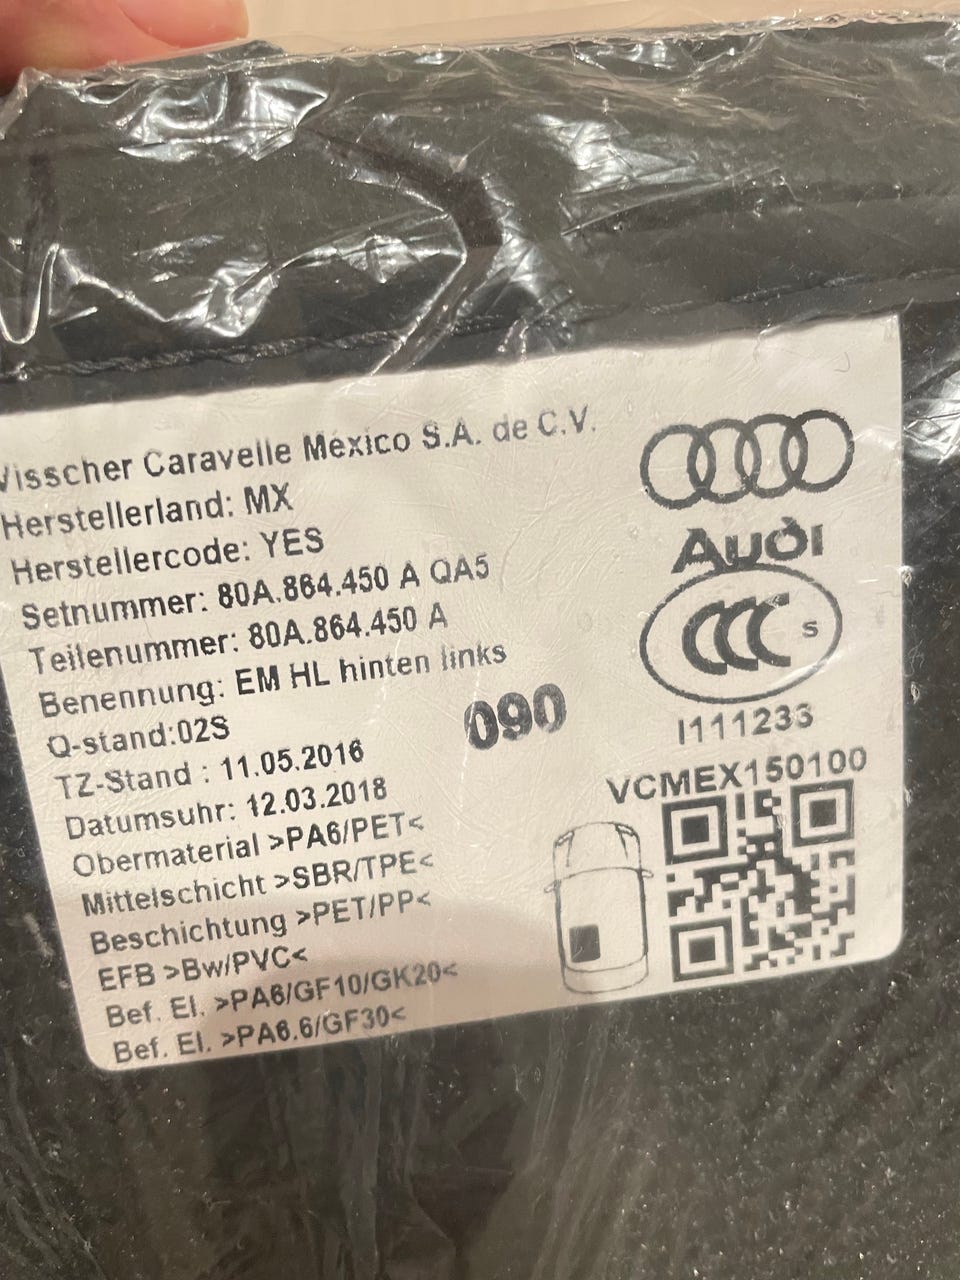 Visscher Caravelle México S.A. de C.V.
Herstellerland: MX
Herstellercode: YES
Setnummer: 80A.864.450 A QA5
Teilenummer: 80A.864.450 A
Benennung: EM HL hinten links
Q-stand:02S
090
TZ-Stand : 11.05.2016
Datumsuhr: 12.03.2018
Obermaterial >PA6/PET<
Mittelschicht >SBR/TPE<
Beschichtung >PET/PP<
EFB >Bw/PVC<
Bef. El. >PA6/GF10/GK20<
Bef. El. >PA6.6/GF30<
Audi
CCC S
I111233
VCMEX150100